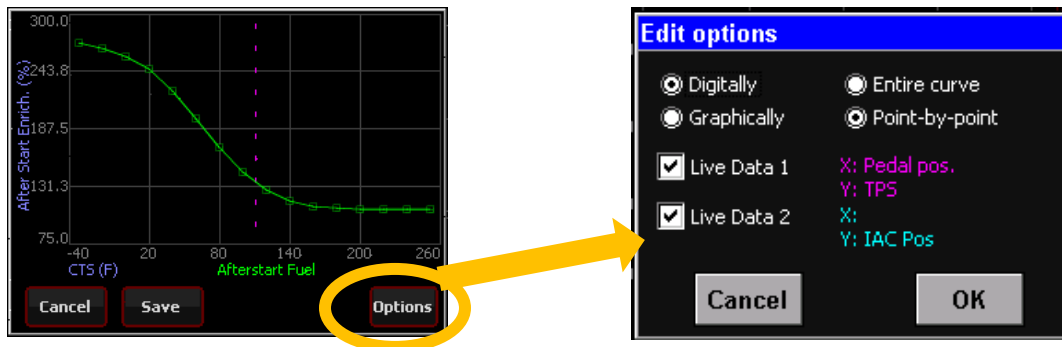 300.0
243.8
187.5
131.3
75.0
After Start Enrich. (%)
-40 20 80 140 200 260
CTS (F) Afterstart Fuel
Cancel Save Options
Edit options
Digitally Entire curve
Graphically Point-by-point
Live Data 1 X: Pedal pos.
Y: TPS
Live Data 2 X:
Y: IAC Pos
Cancel OK